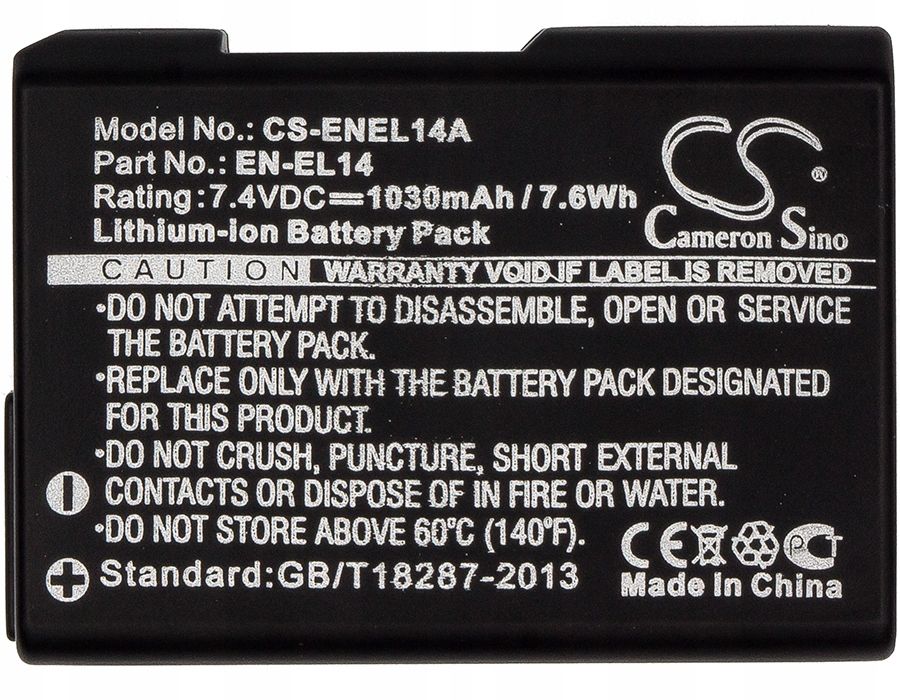 Model No.: CS-ENEL14A
Part No.: EN-EL14
Rating: 7.4VDC⎓1030mAh / 7.6Wh
Lithium-ion Battery Pack
CS®
Cameron Sino
CAUTION WARRANTY VOID IF LABEL IS REMOVED
•DO NOT ATTEMPT TO DISASSEMBLE, OPEN OR SERVICE
THE BATTERY PACK.
•REPLACE ONLY WITH THE BATTERY PACK DESIGNATED
FOR THIS PRODUCT.
•DO NOT CRUSH, PUNCTURE, SHORT EXTERNAL
CONTACTS OR DISPOSE OF IN FIRE OR WATER.
•DO NOT STORE ABOVE 60°C (140°F).
Standard:GB/T18287-2013
CE PCT
Made In China